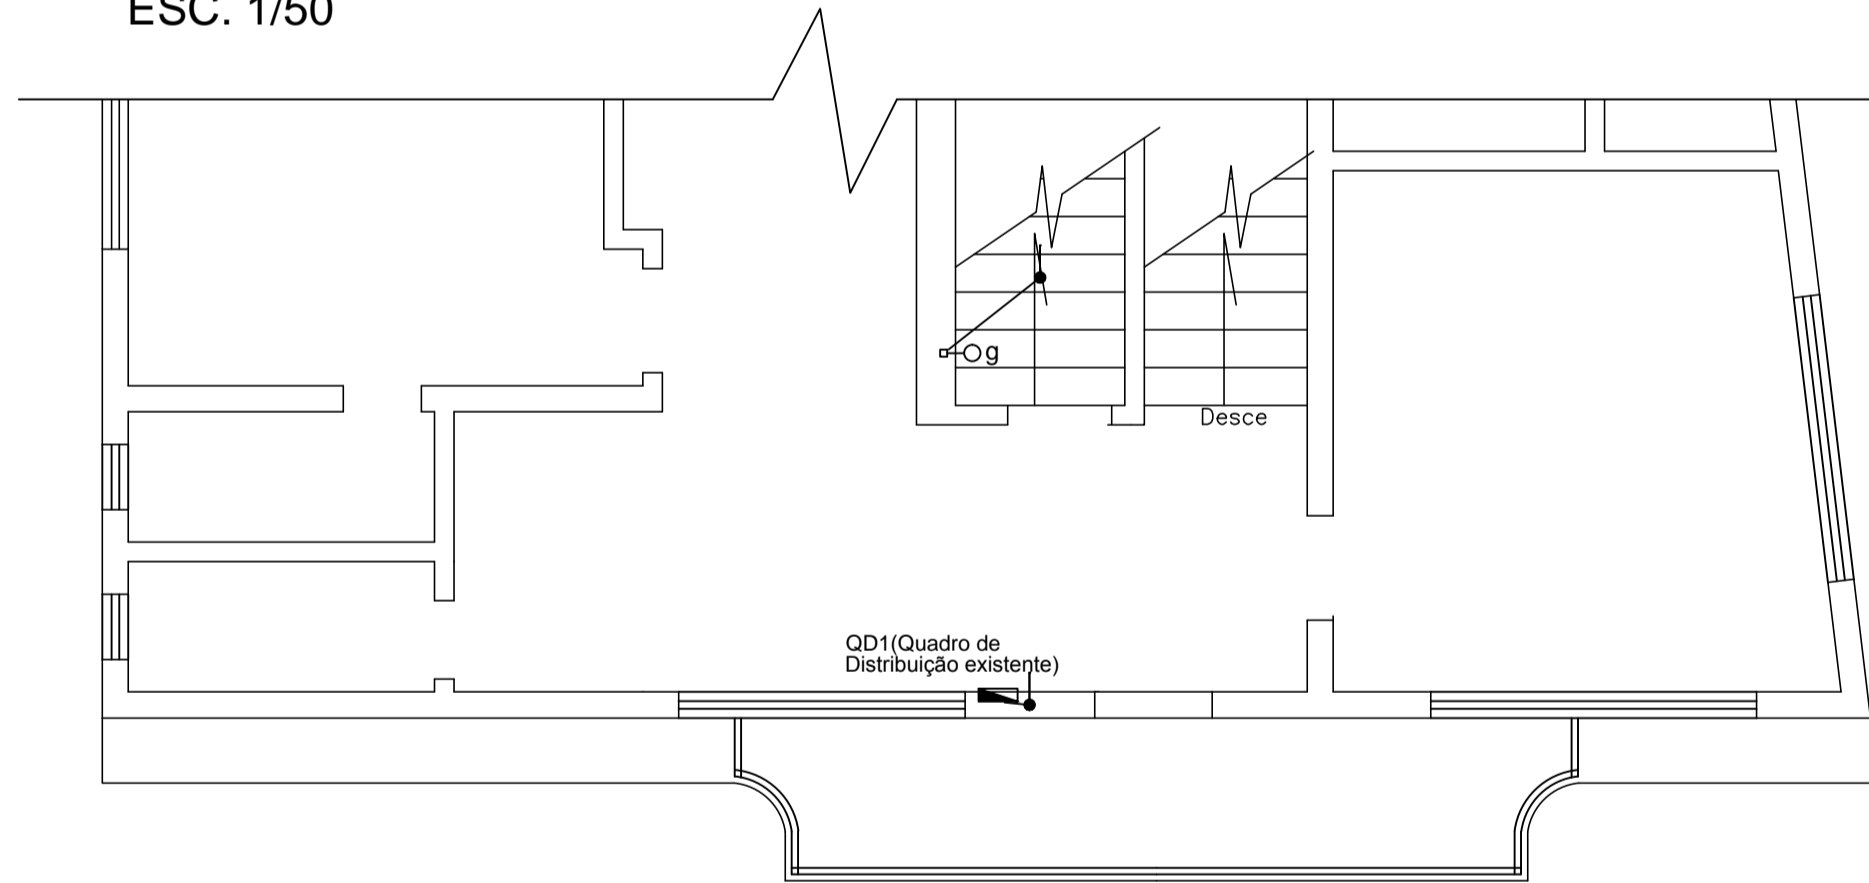 ESC. 1/50
g
Desce
QD1(Quadro de
Distribuição existente)